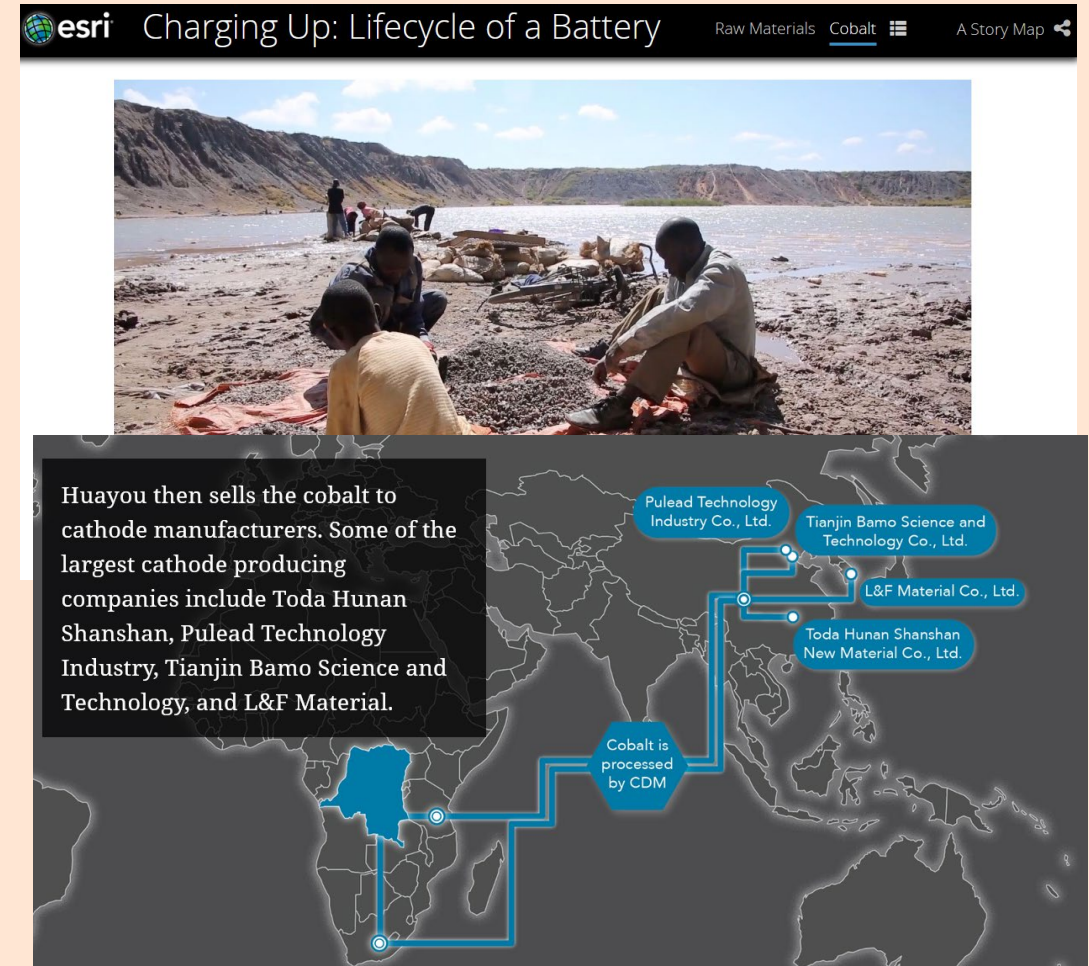 esri Charging Up: Lifecycle of a Battery Raw Materials Cobalt A Story Map
Huayou then sells the cobalt to
cathode manufacturers. Some of the
largest cathode producing
companies include Toda Hunan
Shanshan, Pulead Technology
Industry, Tianjin Bamo Science and
Technology, and L&F Material.
Pulead Technology
Industry Co., Ltd.
Tianjin Bamo Science and
Technology Co., Ltd.
L&F Material Co., Ltd.
Toda Hunan Shanshan
New Material Co., Ltd.
Cobalt is
processed
by CDM